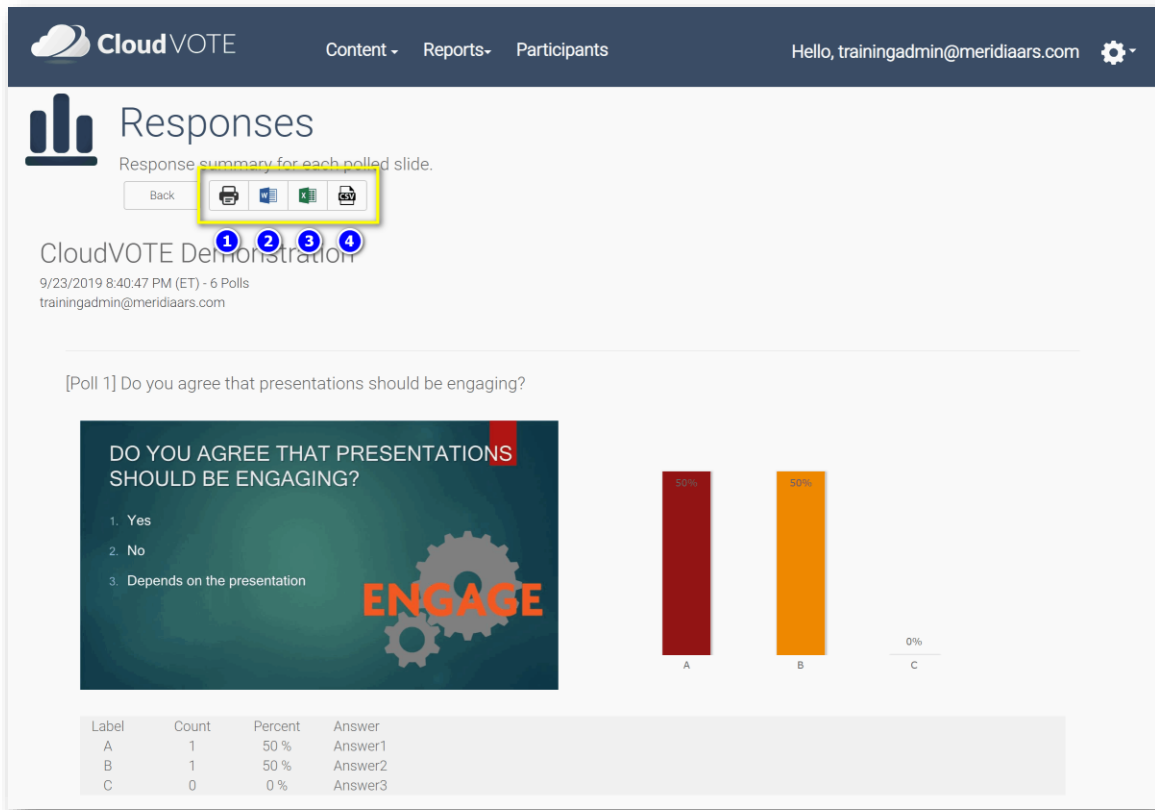 CloudVOTE Content Reports Participants Hello, trainingadmin@meridiaars.com
Responses
Response summary for each polled slide.
Back W X CSV
1 2 3 4
CloudVOTE Demonstration
9/23/2019 8:40:47 PM (ET) - 6 Polls
trainingadmin@meridiaars.com
[Poll 1] Do you agree that presentations should be engaging?
DO YOU AGREE THAT PRESENTATIONS
SHOULD BE ENGAGING?
1. Yes
2. No
3. Depends on the presentation
ENGAGE
50% 50%
0%
A B C
Label Count Percent Answer
A 1 50 % Answer1
B 1 50 % Answer2
C 0 0 % Answer3